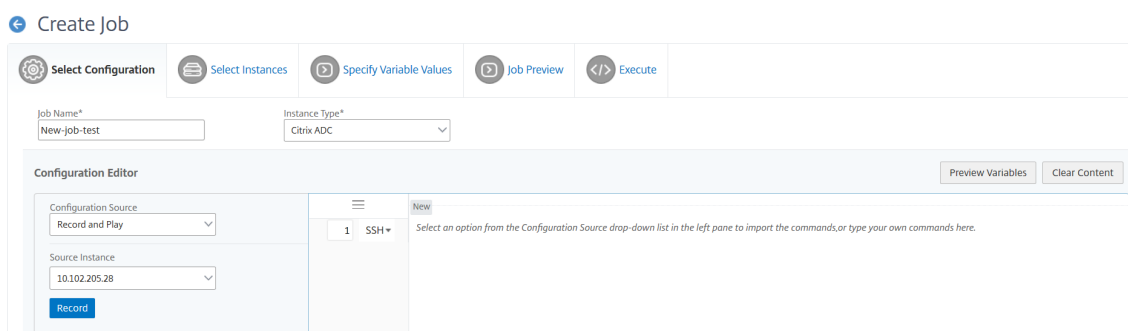 Create Job
Select Configuration Select Instances Specify Variable Values Job Preview Execute
Job Name* Instance Type*
New-job-test Citrix ADC
Configuration Editor Preview Variables Clear Content
Configuration Source New
Record and Play 1 SSH Select an option from the Configuration Source drop-down list in the left pane to import the commands,or type your own commands here.
Source Instance
10.102.205.28
Record